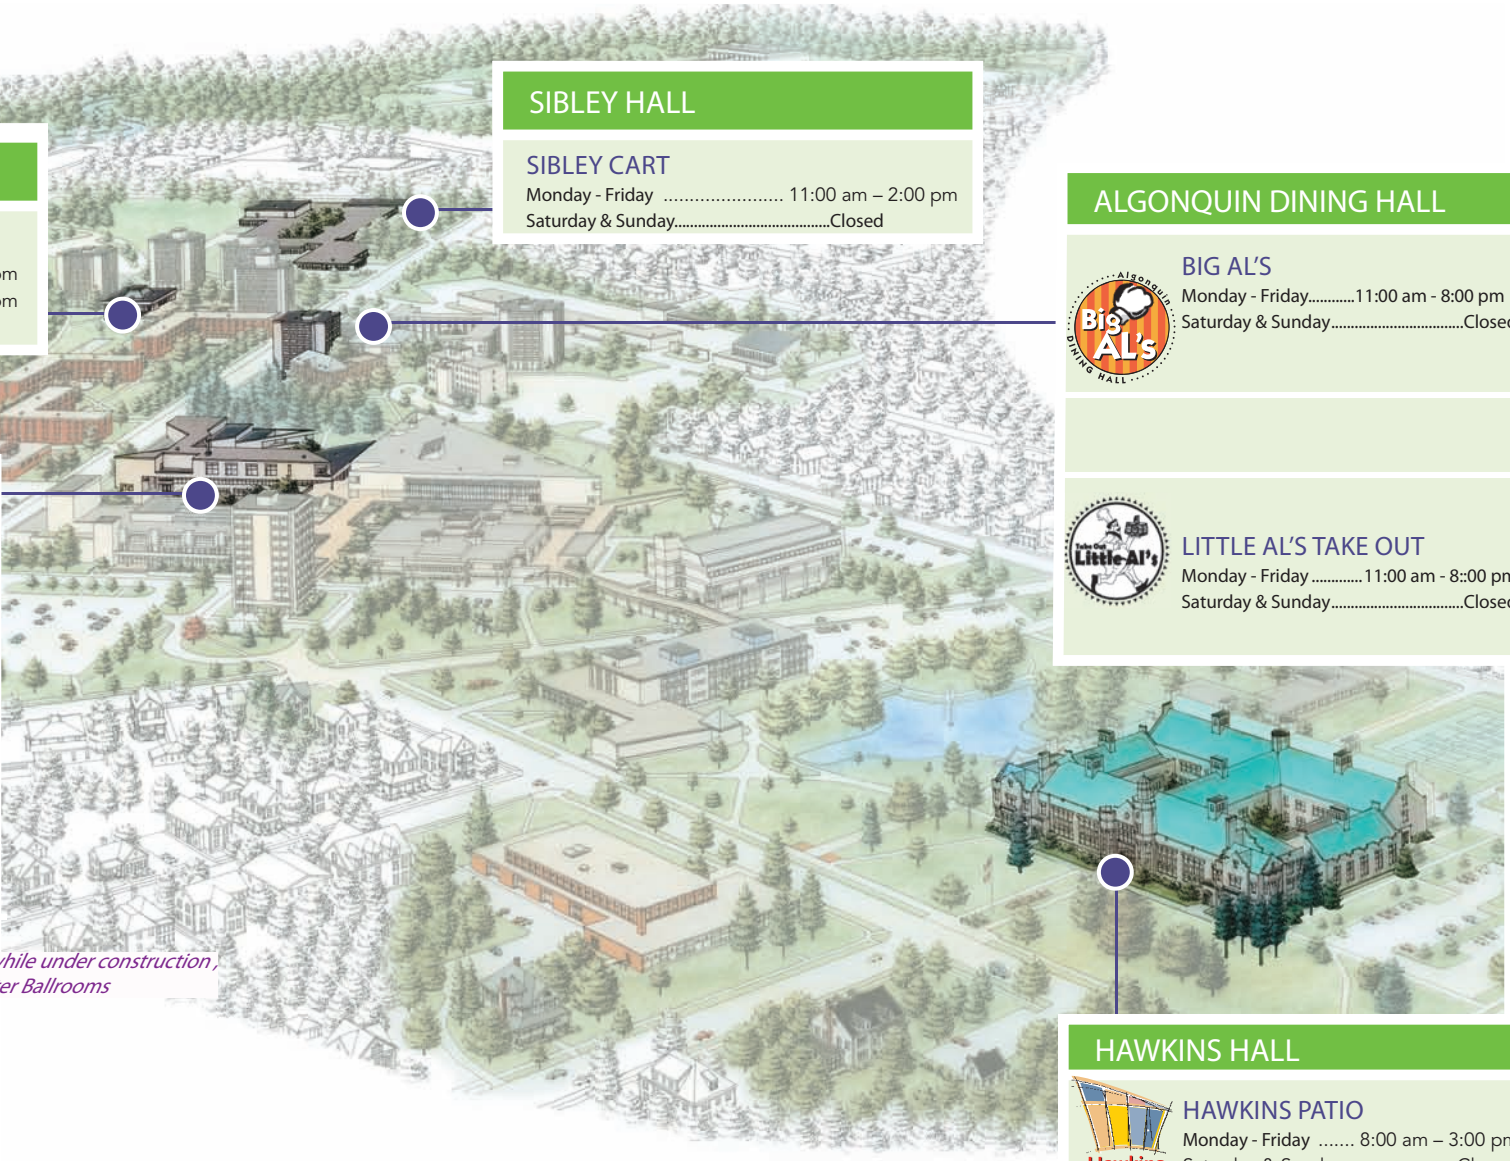 SIBLEY HALL
SIBLEY CART
Monday - Friday ....................... 11:00 am – 2:00 pm
Saturday & Sunday.......................................Closed
ALGONQUIN DINING HALL
Algonquin
Big
AL's
DINING HALL
BIG AL'S
Monday - Friday............11:00 am - 8:00 pm
Saturday & Sunday.................................Closed
Take Out
Little Al's
LITTLE AL'S TAKE OUT
Monday - Friday .............11:00 am - 8::00 pm
Saturday & Sunday.................................Closed
om
om
while under construction,
er Ballrooms
HAWKINS HALL
HAWKINS PATIO
Monday - Friday ....... 8:00 am – 3:00 pm